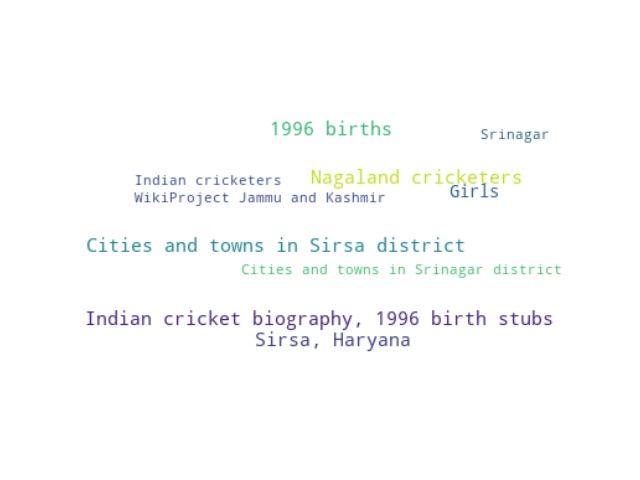 1996 births
Srinagar
Nagaland cricketers
Indian cricketers
Girls
WikiProject Jammu and Kashmir
Cities and towns in Sirsa district
Cities and towns in Srinagar district
Indian cricket biography, 1996 birth stubs
Sirsa, Haryana